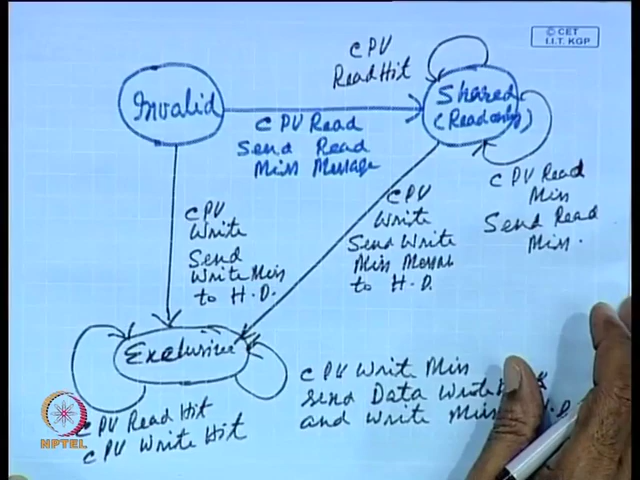 © CET
I.I.T. KGP
CPU
Read Hit
Invalid
Shared
(Read only)
CPU Read
Send Read
Miss Message
CPU Read
Miss
Send Read
Miss.
CPU
Write
Send
Write Miss
to H.D.
CPU
Write
Send Write
Miss Message
to H.D.
Exclusive
CPU Write Miss
Send Data Write
and Write Miss
CPU Read Hit
CPU Write Hit
NPTEL